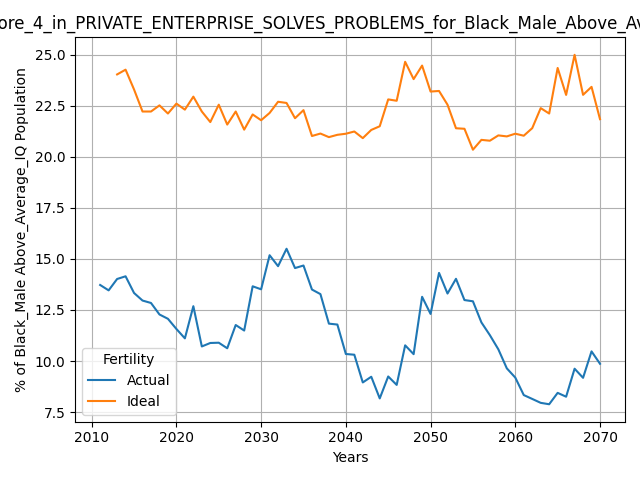 ore_4_in_PRIVATE_ENTERPRISE_SOLVES_PROBLEMS_for_Black_Male_Above_Av
% of Black_Male Above_Average_IQ Population
25.0
22.5
20.0
17.5
15.0
12.5
10.0
7.5
Fertility
Actual
Ideal
2010
2020
2030
2040
2050
2060
2070
Years